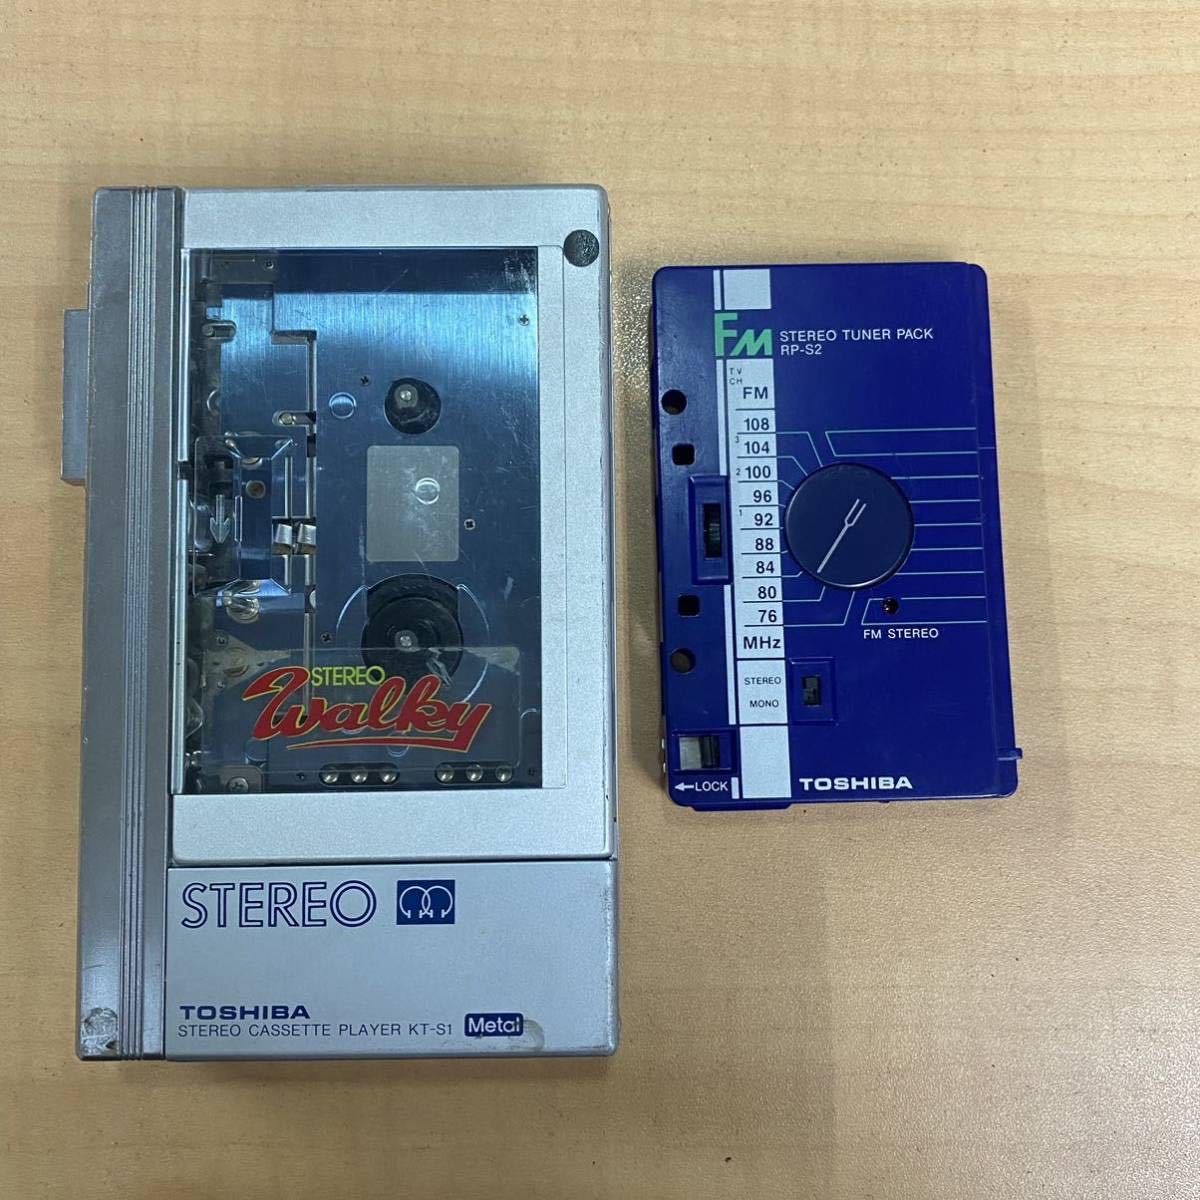 STEREO
Walky
STEREO
TOSHIBA
STEREO CASSETTE PLAYER KT-S1 Metal
FM STEREO TUNER PACK
RP-S2
TV
CH
FM
108
3 104
2 100
96
1 92
88
84
80
76
MHz
FM STEREO
STEREO
MONO
←LOCK
TOSHIBA